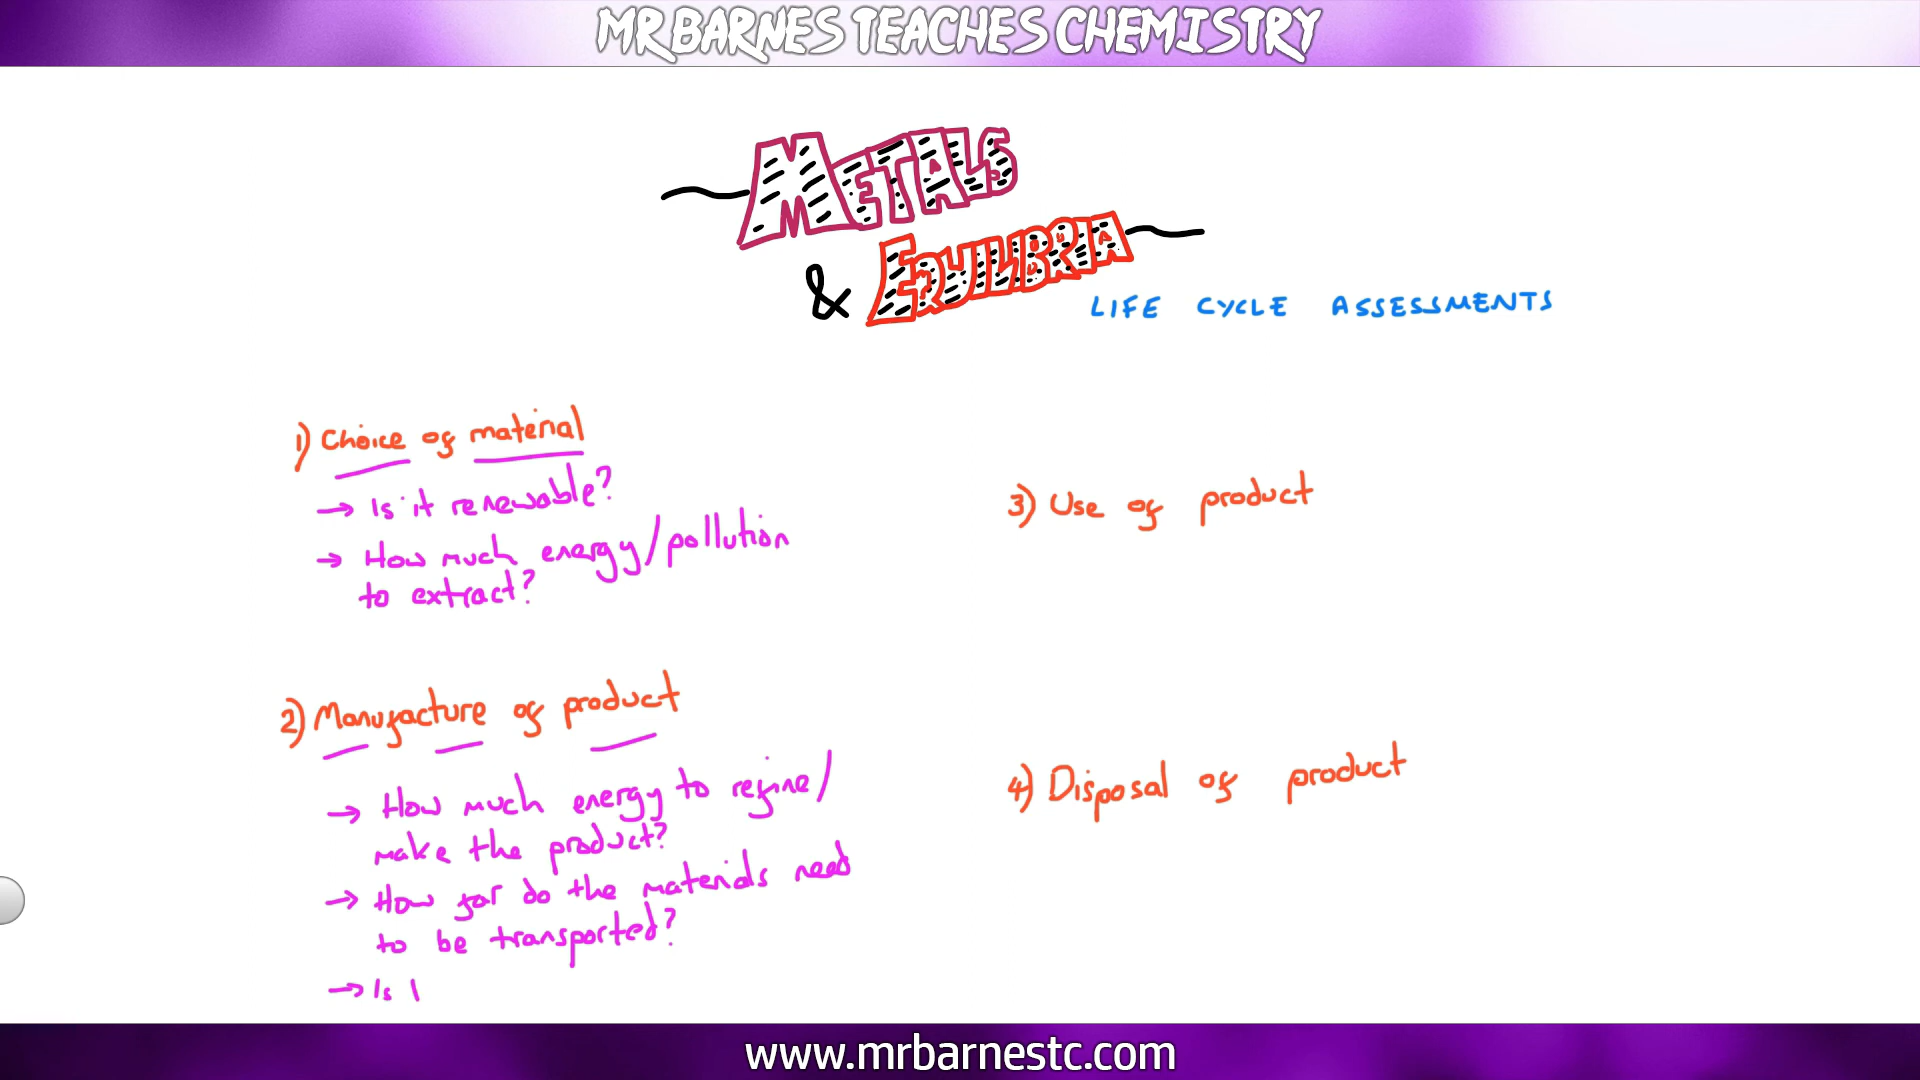 MR BARNES TEACHES CHEMISTRY
METALS
& EQUILIBRIA
LIFE CYCLE ASSESSMENTS
1) Choice of material
→ Is it renewable?
→ How much energy/pollution
to extract?
2) Manufacture of product
→ How much energy to refine/
make the product?
→ How far do the materials need
to be transported?
→ Is I
3) Use of product
4) Disposal of product
www.mrbarnestc.com